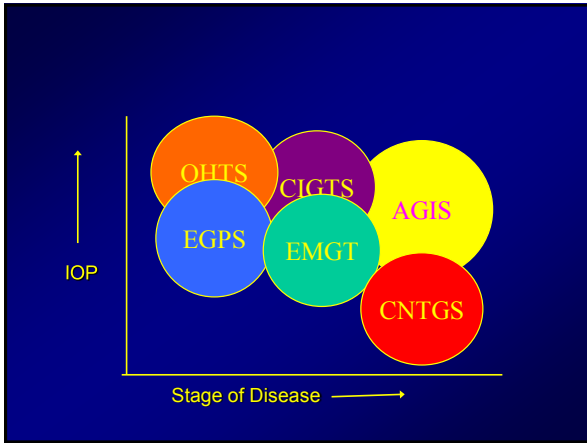 OHTS
CIGTS
AGIS
EGPS
EMGT
IOP
CNTGS
Stage of Disease